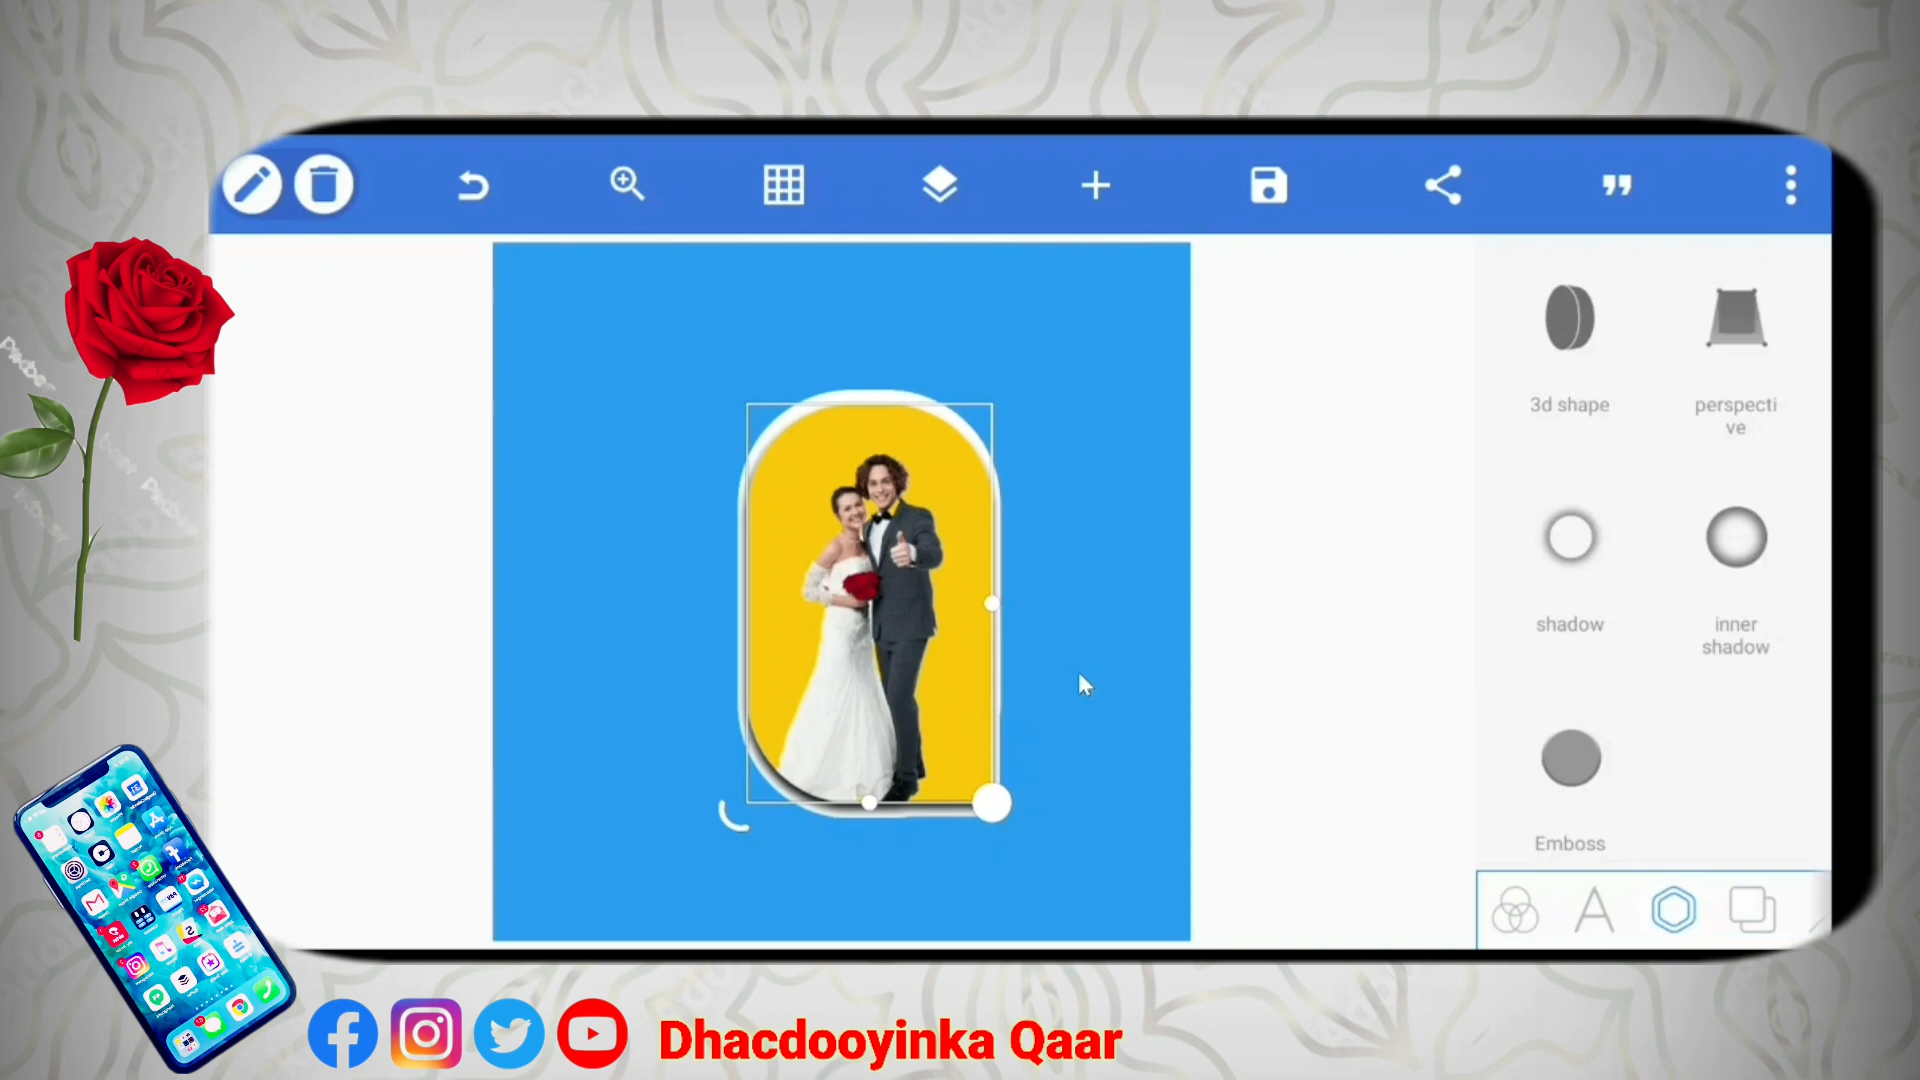 3d shape
perspecti
ve
shadow
inner
shadow
Emboss
Dhacdooyinka Qaar